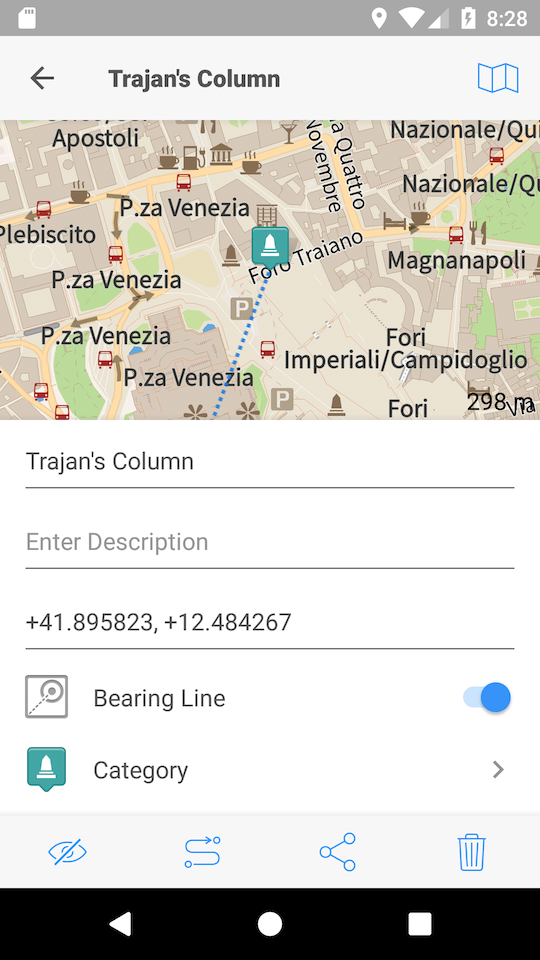 8:28
Trajan's Column
Apostoli
Nazionale/Qui
a Quattro
Novembre
Nazionale/Qu
P.za Venezia
Plebiscito
Foro Traiano
Magnanapoli
P.za Venezia
P.za Venezia
Fori
Imperiali/Campidoglio
P.za Venezia
P
P
Fori
298 m
Via
Trajan's Column
Enter Description
+41.895823, +12.484267
Bearing Line
Category